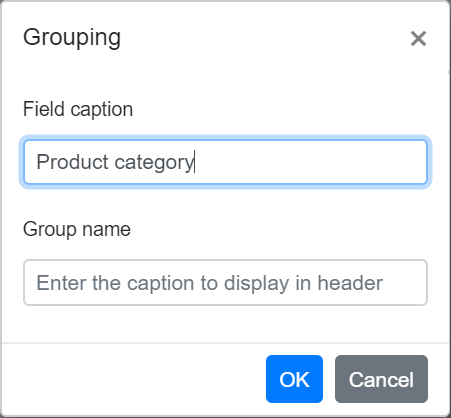 Grouping
×
Field caption
Product category
Group name
Enter the caption to display in header
OK
Cancel